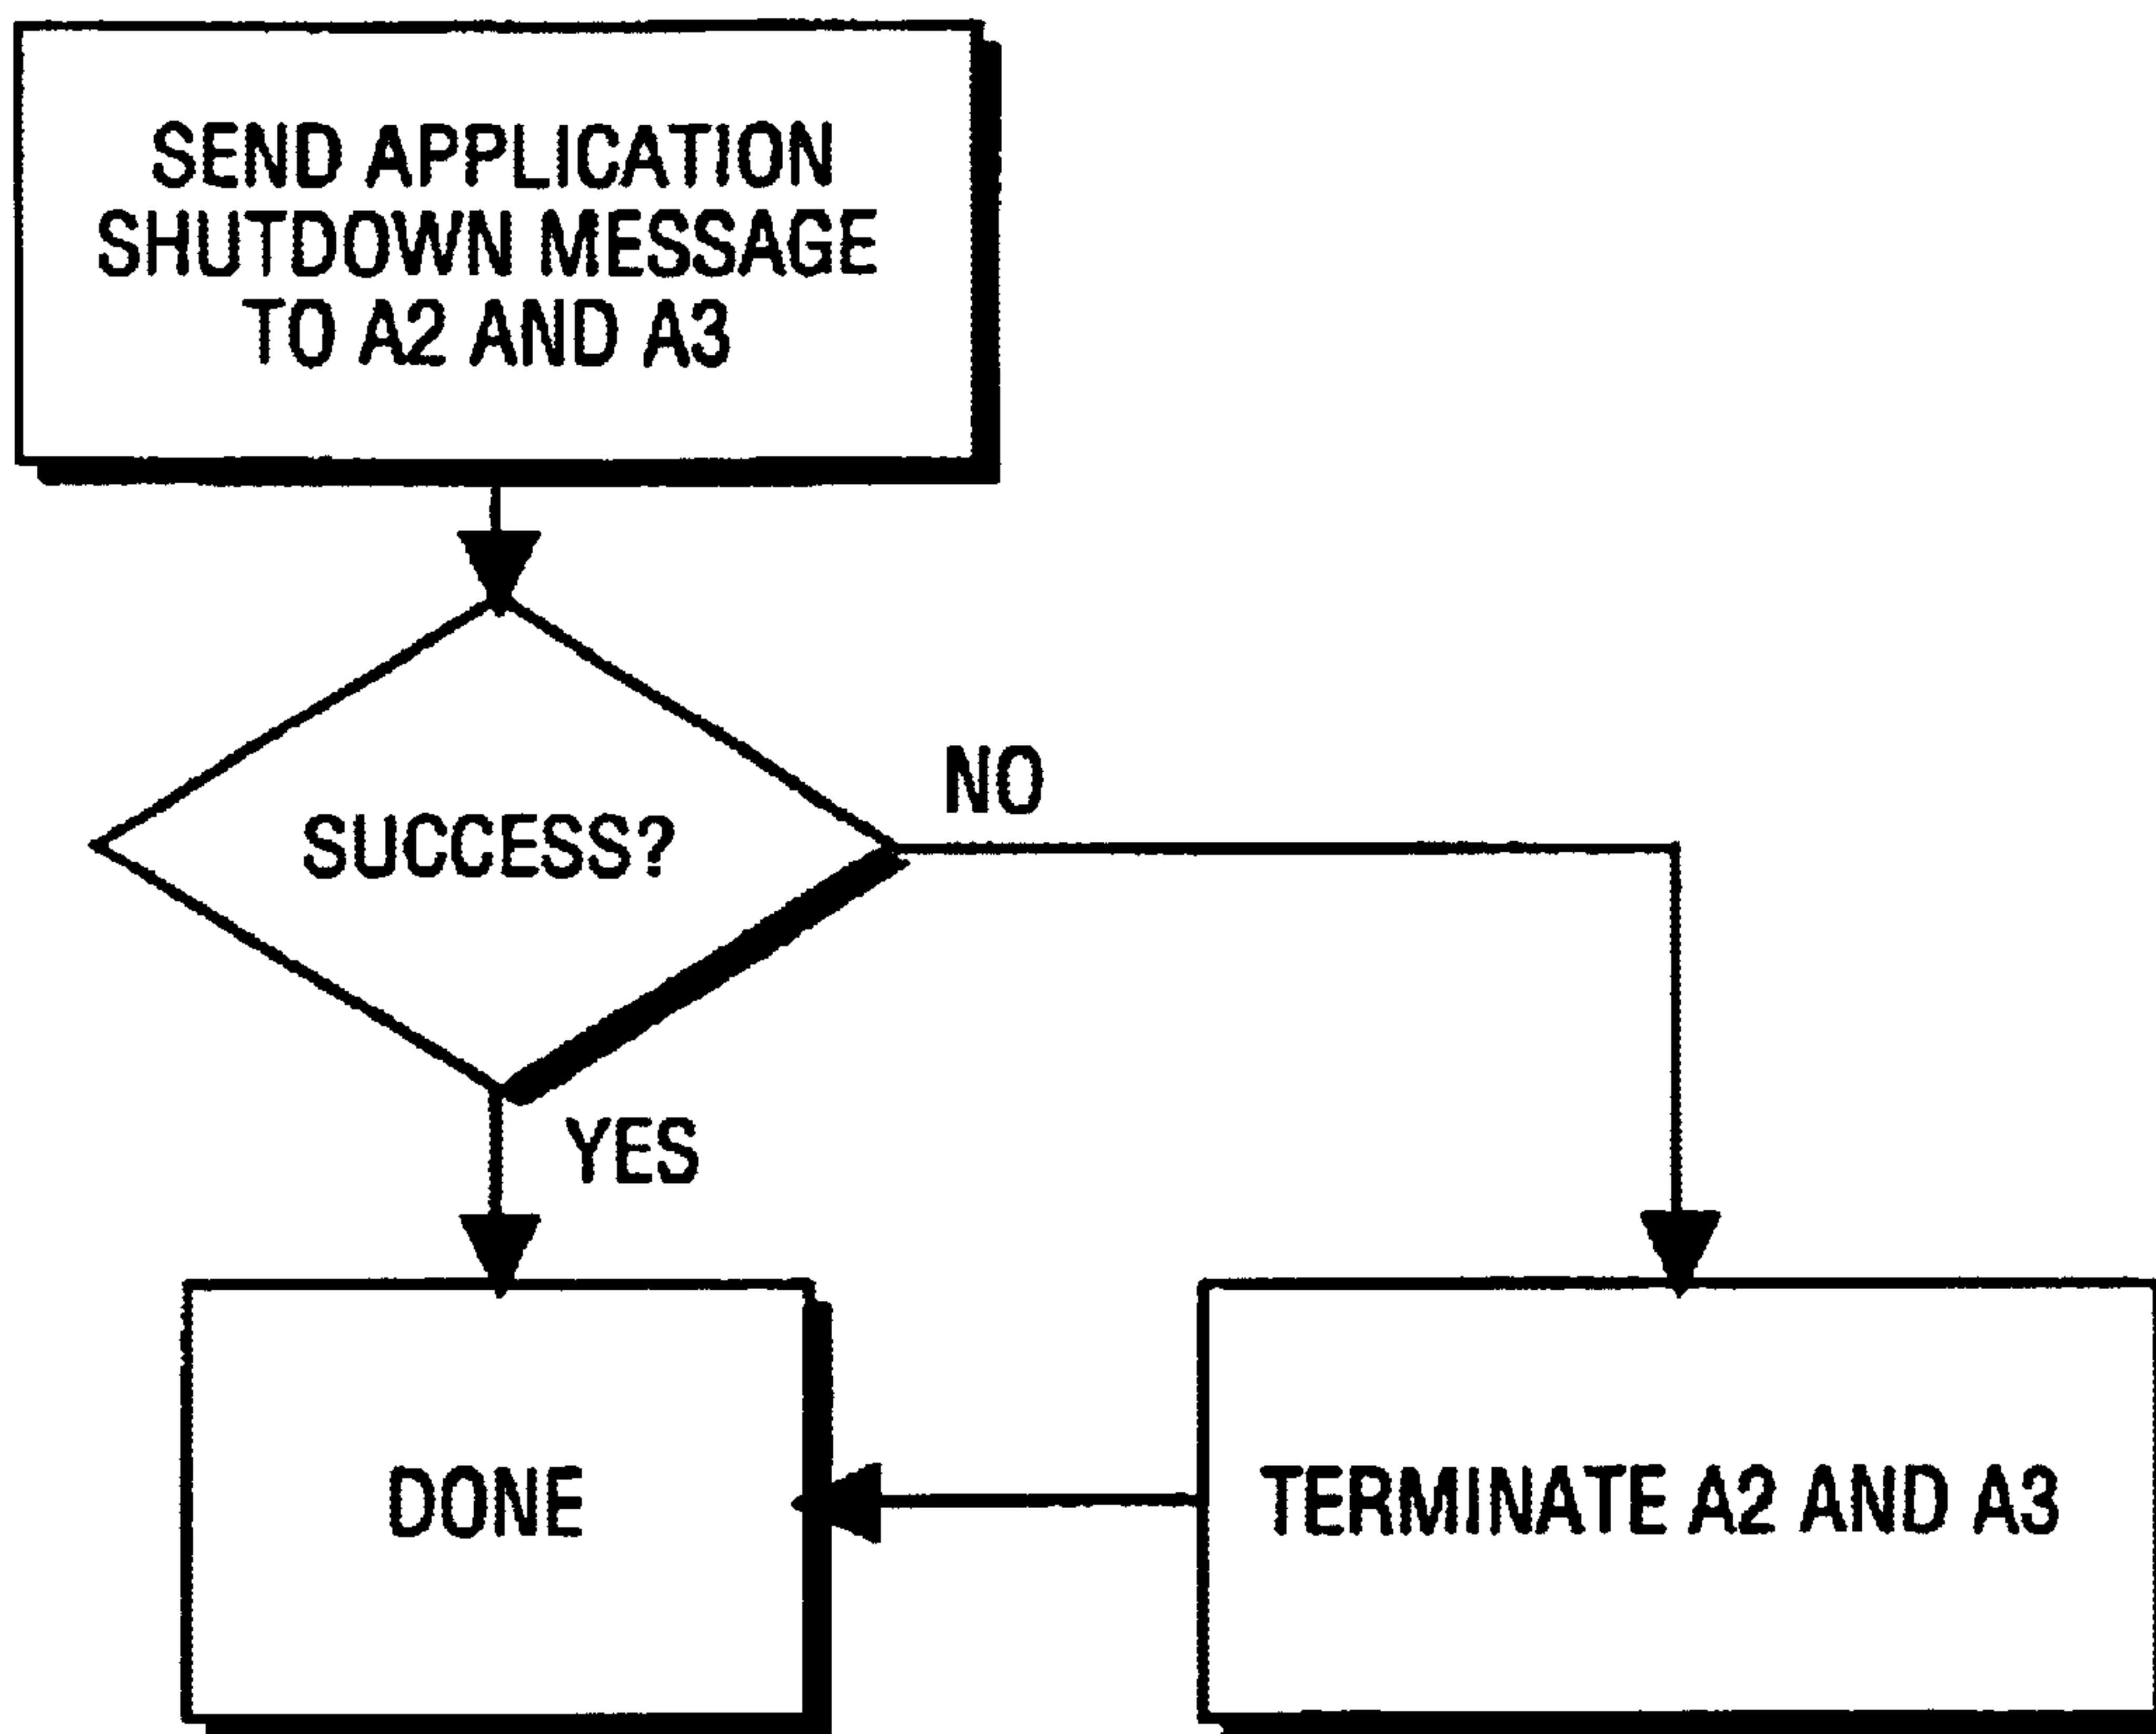 SEND APPLICATION
SHUTDOWN MESSAGE
TO A2 AND A3
SUCCESS?
NO
YES
DONE
TERMINATE A2 AND A3